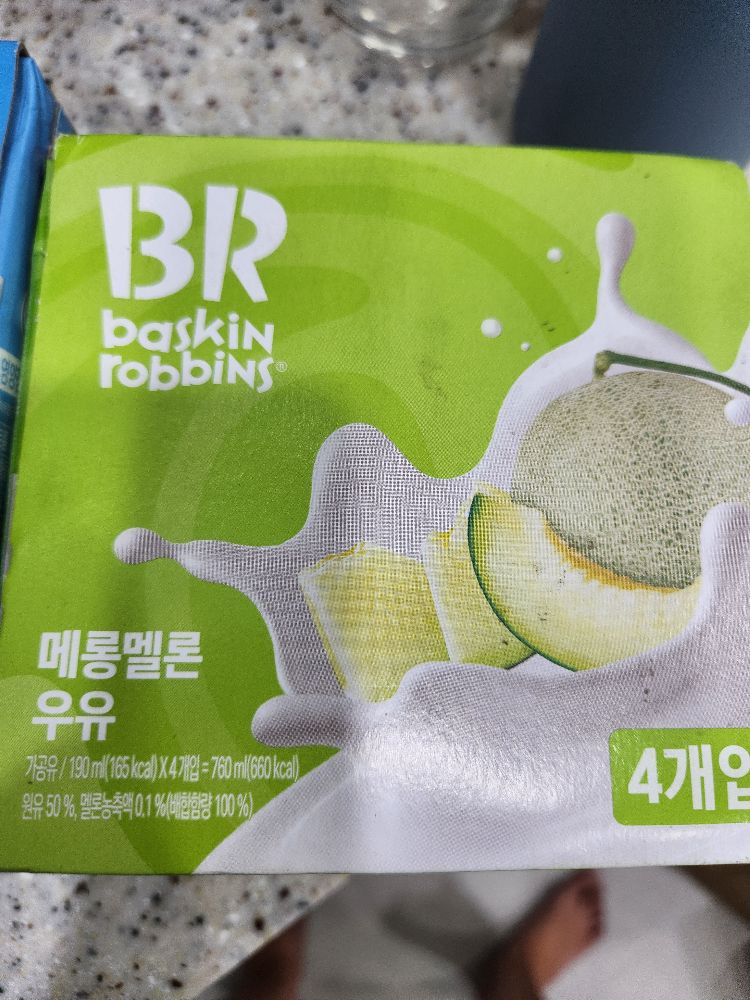 BR
baskin
robbins®
메롱멜론
우유
가공유 / 190 ml(165 kcal) X 4개입 = 760 ml(660 kcal)
원유 50 %, 멜론농축액 0.1 %(배합함량 100 %)
4개입